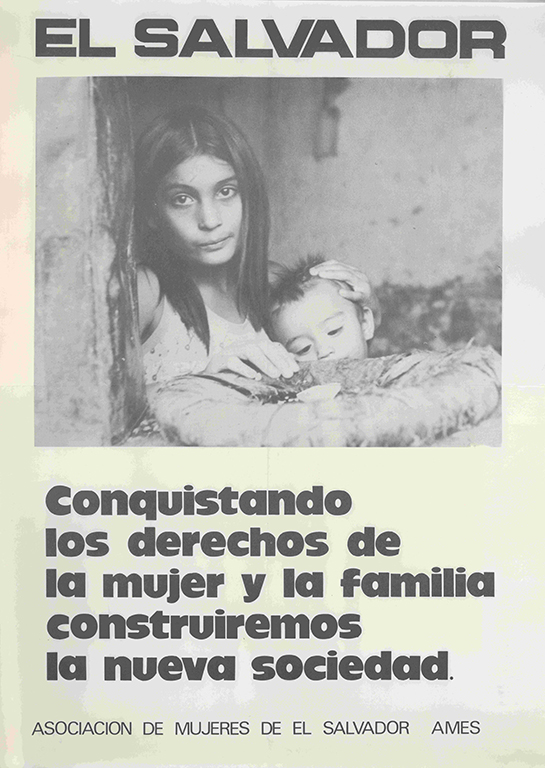 EL SALVADOR
Conquistando
los derechos de
la mujer y la familia
construiremos
la nueva sociedad.
ASOCIACION DE MUJERES DE EL SALVADOR AMES